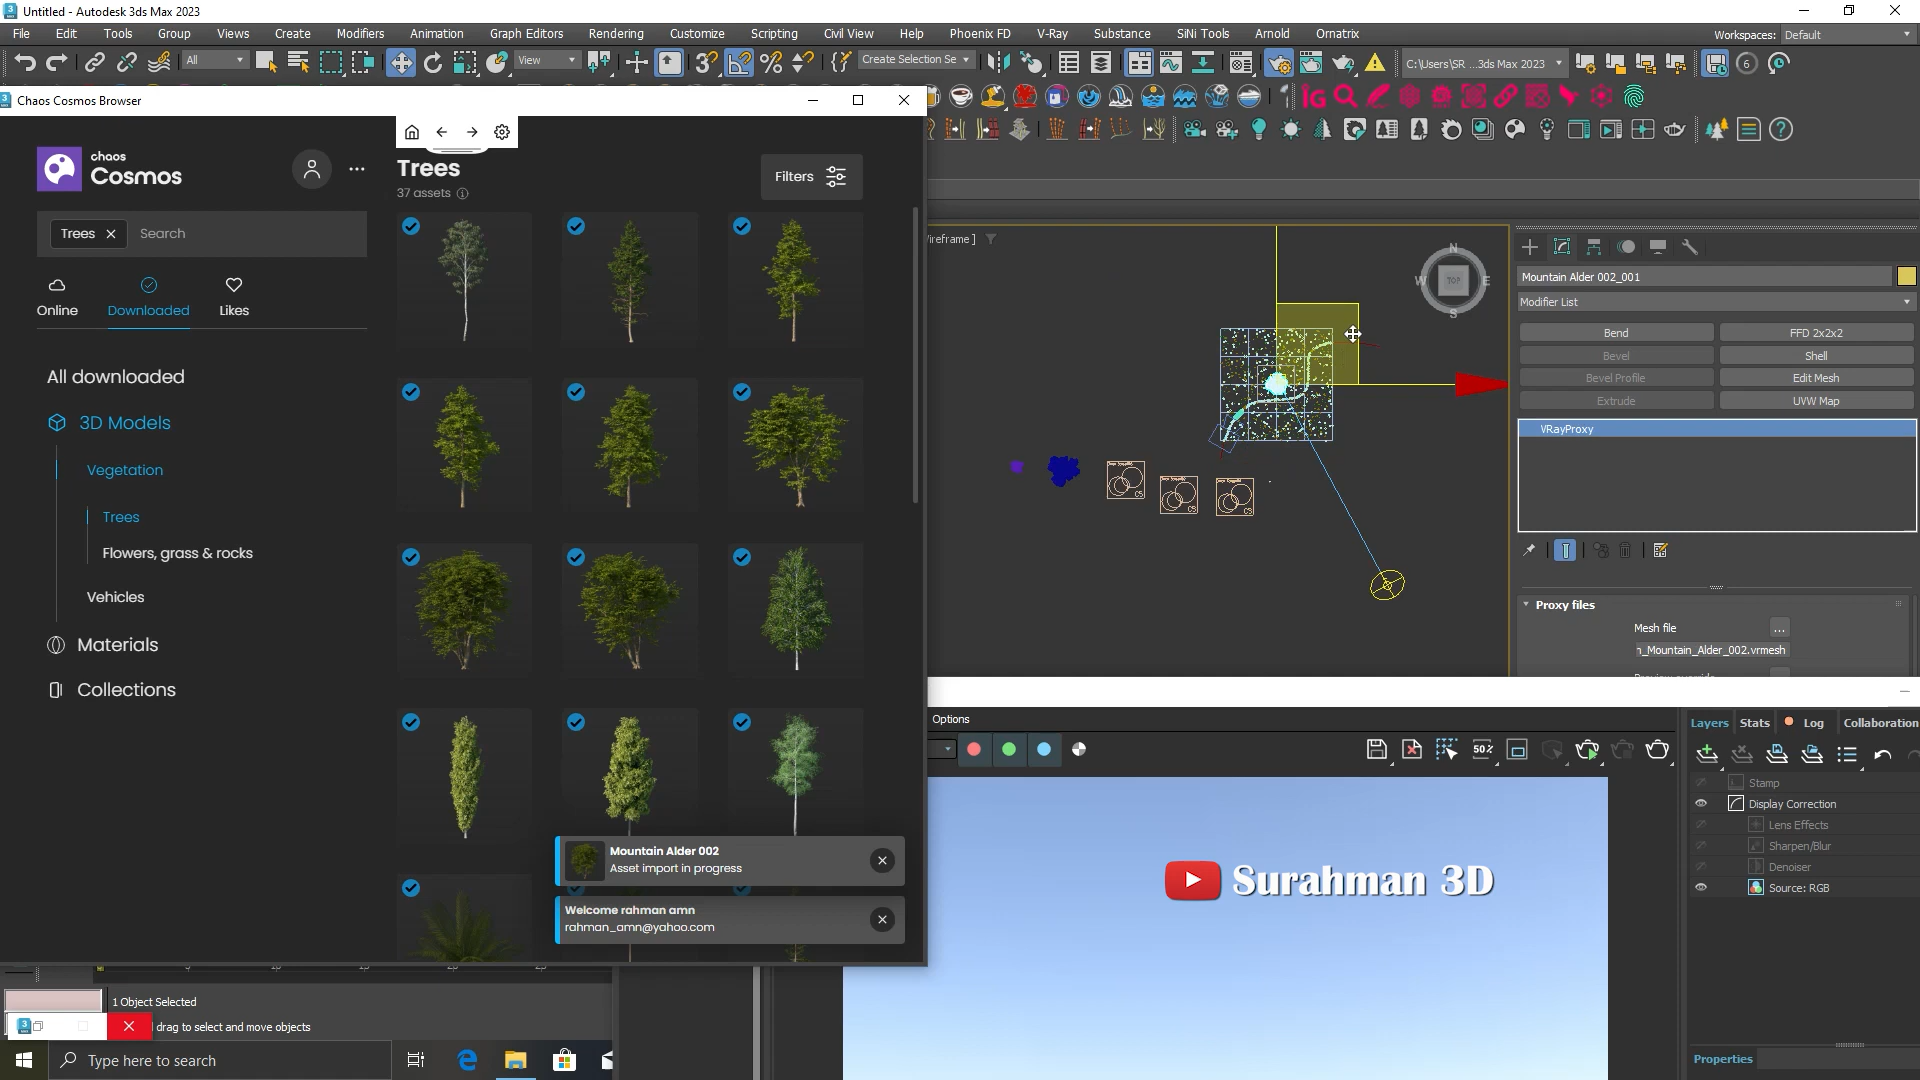 Untitled - Autodesk 3ds Max 2023
File Edit Tools Group Views Create Modifiers Animation Graph Editors Rendering Customize Scripting Civil View Help Phoenix FD V-Ray Substance SiNi Tools Arnold Ornatrix
Workspaces: Default
All View Create Selection Se C:\Users\SR ...3ds Max 2023 6
Chaos Cosmos Browser
chaos
Cosmos
Trees
37 assets
Filters
Trees Search
Online Downloaded Likes
All downloaded
3D Models
Vegetation
Trees
Flowers, grass & rocks
Vehicles
Materials
Collections
Mountain Alder 002
Asset import in progress
Welcome rahman amn
rahman_amn@yahoo.com
ireframe ]
N
W TOP E
S
Mountain Alder 002_001
Modifier List
Bend FFD 2x2x2
Bevel Shell
Bevel Profile Edit Mesh
Extrude UVW Map
VRayProxy
Proxy files
Mesh file ...
n_Mountain_Alder_002.vrmesh
Options
50%
Layers Stats Log Collaboration
Stamp
Display Correction
Lens Effects
Sharpen/Blur
Denoiser
Source: RGB
Properties
Surahman 3D
1 Object Selected
drag to select and move objects
Type here to search